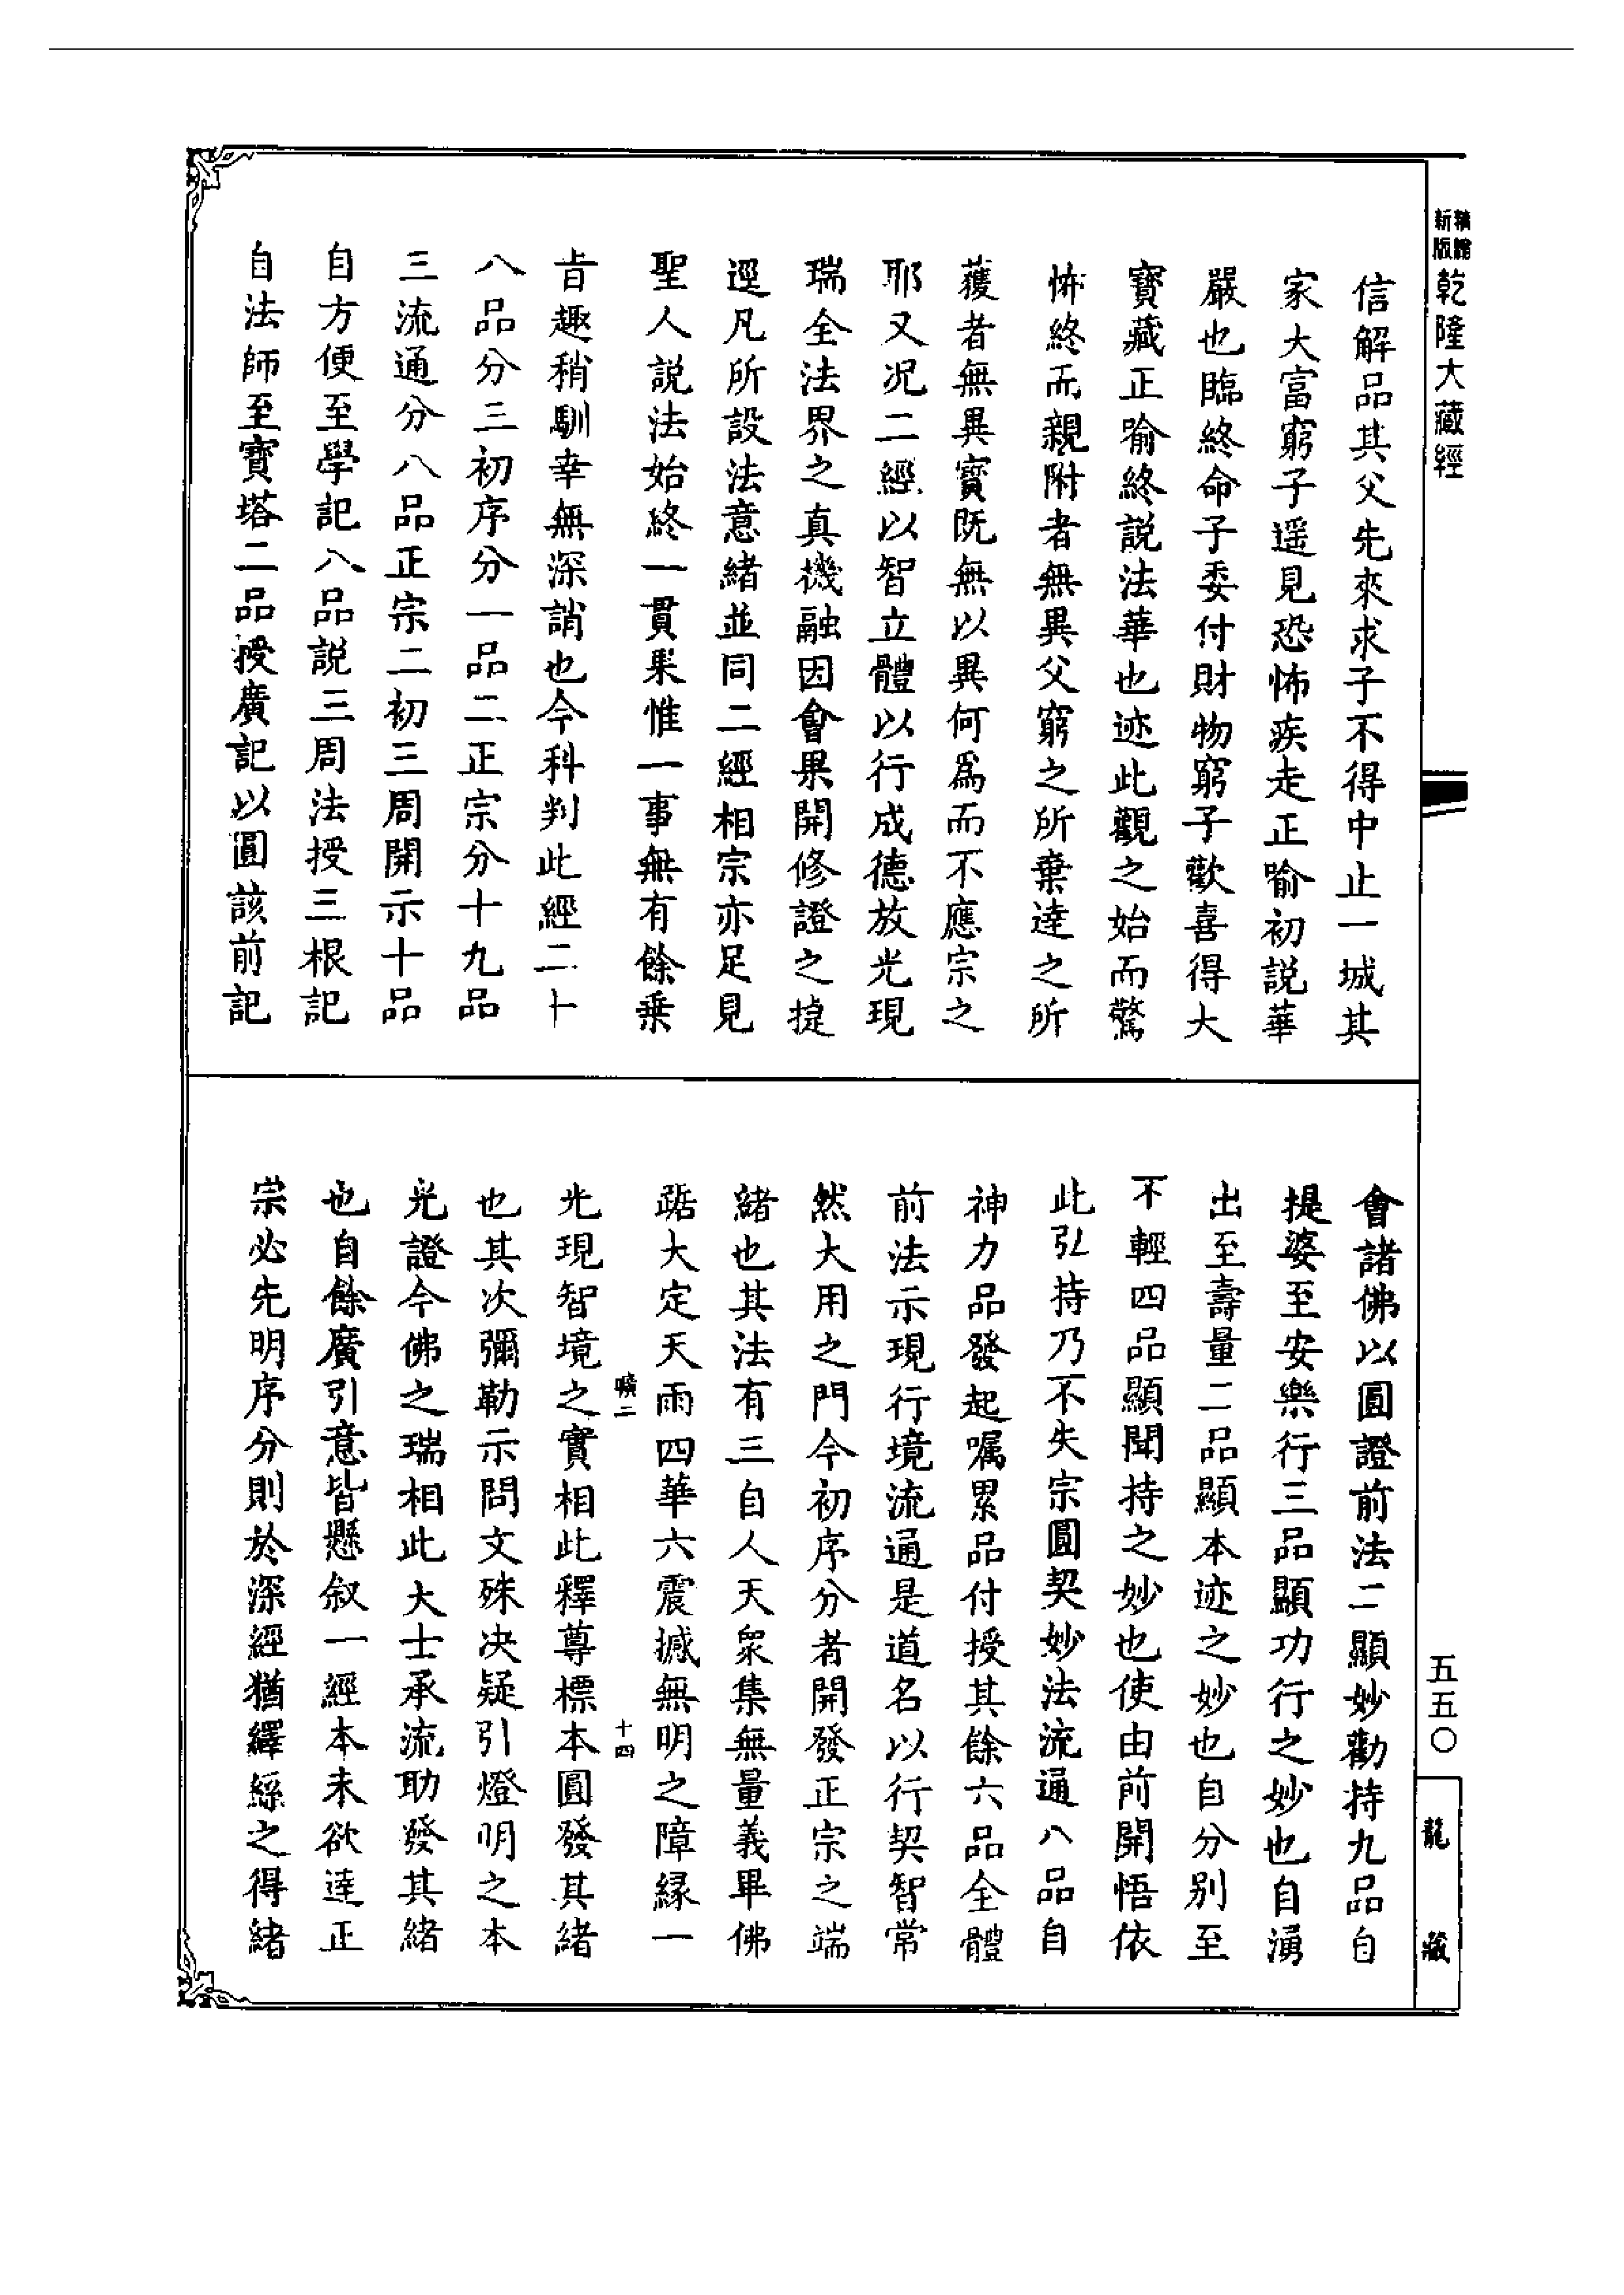 新版
精縮
乾隆大藏經
信解品其父先來求子不得中止一城其
家大富窮子遥見恐怖疾走正喻初説華
嚴也臨終命子委付財物窮子歡喜得大
寳藏正喻終説法華也迹此觀之始而驚
怖終而親附者無異父窮之所棄逹之所
獲者無異寳既無以異何爲而不應宗之
耶又况二經以智立體以行成德放光現
瑞全法界之真機融因會果開修證之㨗
逕凡所設法意緒並同二經相宗亦足見
聖人説法始終一貫果惟一事無有餘乗
㫖趣稍馴幸無深誚也今科判此經二十
八品分三初序分一品二正宗分十九品
三流通分八品正宗二初三周開示十品
自方便至學記八品説三周法授三根記
自法師至寳塔二品授廣記以圓該前記
會諸佛以圓證前法二顯妙勸持九品自
提婆至安樂行三品顯功行之妙也自湧
出至壽量二品顯本迹之妙也自分别至
不輕四品顯聞持之妙也使由前開悟依
此弘持乃不失宗圓契妙法流通八品自
神力品發起囑累品付授其餘六品全體
前法示現行境流通是道名以行契智常
然大用之門今初序分者開發正宗之端
緒也其法有三自人天衆集無量義畢佛
踞大定天雨四華六震撼無明之障縁一
曠二
十四
光現智境之實相此釋尊標本圓發其緒
也其次彌勒示問文殊决疑引燈明之本
光證今佛之瑞相此大士承流助發其緒
也自餘廣引意皆懸叙一經本末欲逹正
宗必先明序分則於深經猶繹絲之得緒
五五〇
龍藏